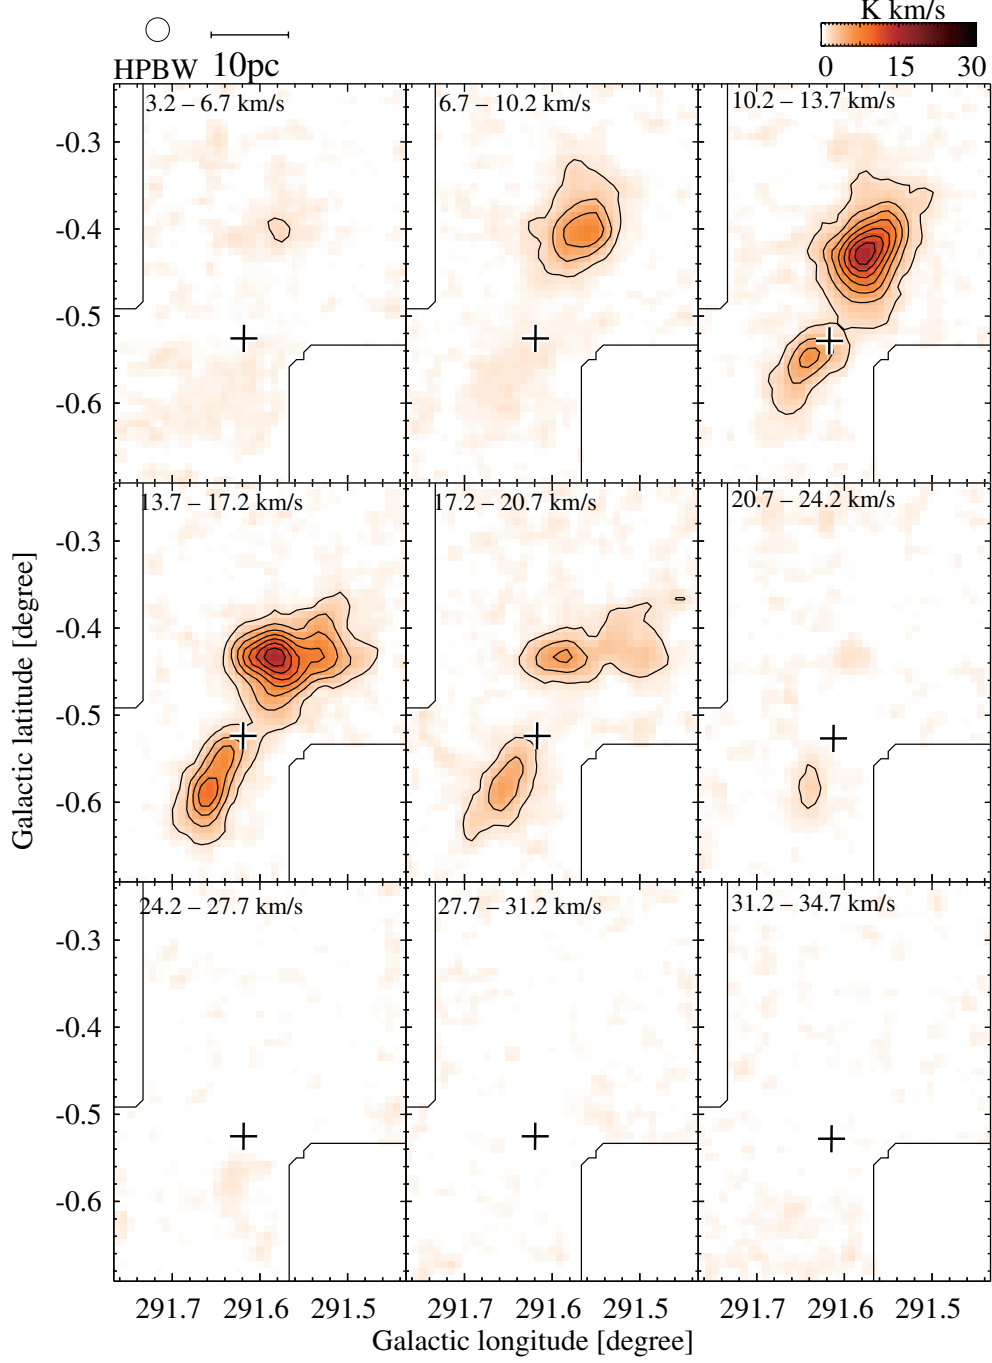 K km/s
HPBW 10pc
0 15 30
3.2 – 6.7 km/s
6.7 – 10.2 km/s
10.2 – 13.7 km/s
-0.3
-0.4
-0.5
-0.6
13.7 – 17.2 km/s
17.2 – 20.7 km/s
20.7 – 24.2 km/s
-0.3
-0.4
-0.5
-0.6
Galactic latitude [degree]
24.2 – 27.7 km/s
27.7 – 31.2 km/s
31.2 – 34.7 km/s
-0.3
-0.4
-0.5
-0.6
291.7 291.6 291.5 291.7 291.6 291.5 291.7 291.6 291.5
Galactic longitude [degree]